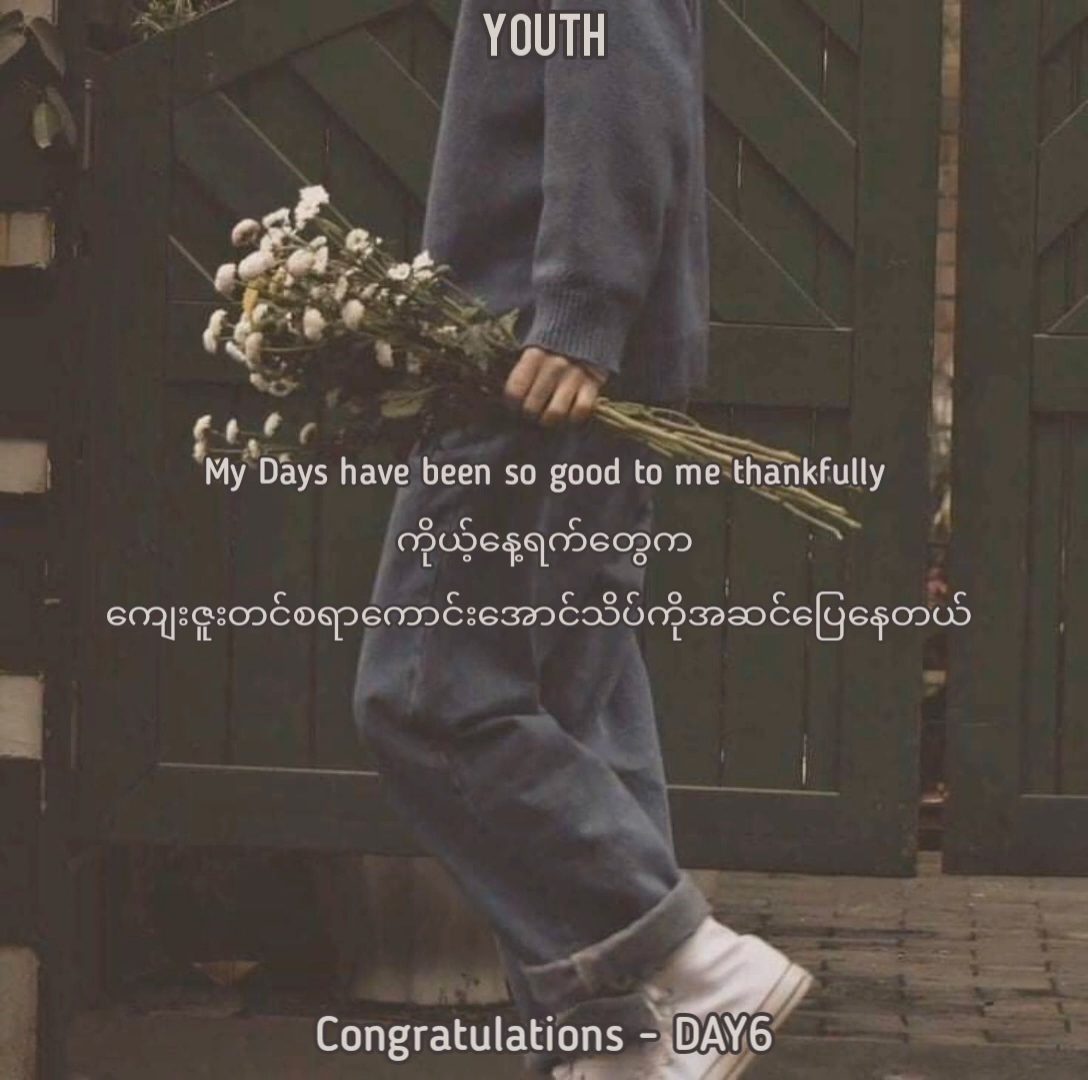 YOUTH
My Days have been so good to me thankfully
ကိုယ့်နေ့ရက်တွေက
ကျေးဇူးတင်စရာကောင်းအောင်သိပ်ကိုအဆင်ပြေနေတယ်
Congratulations - DAY6